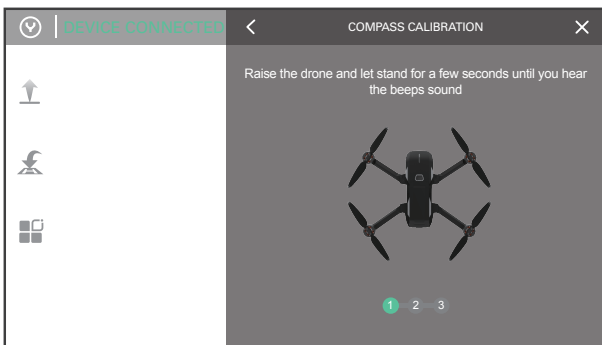 DEVICE CONNECTED
COMPASS CALIBRATION
Raise the drone and let stand for a few seconds until you hear
the beeps sound
1 2 3